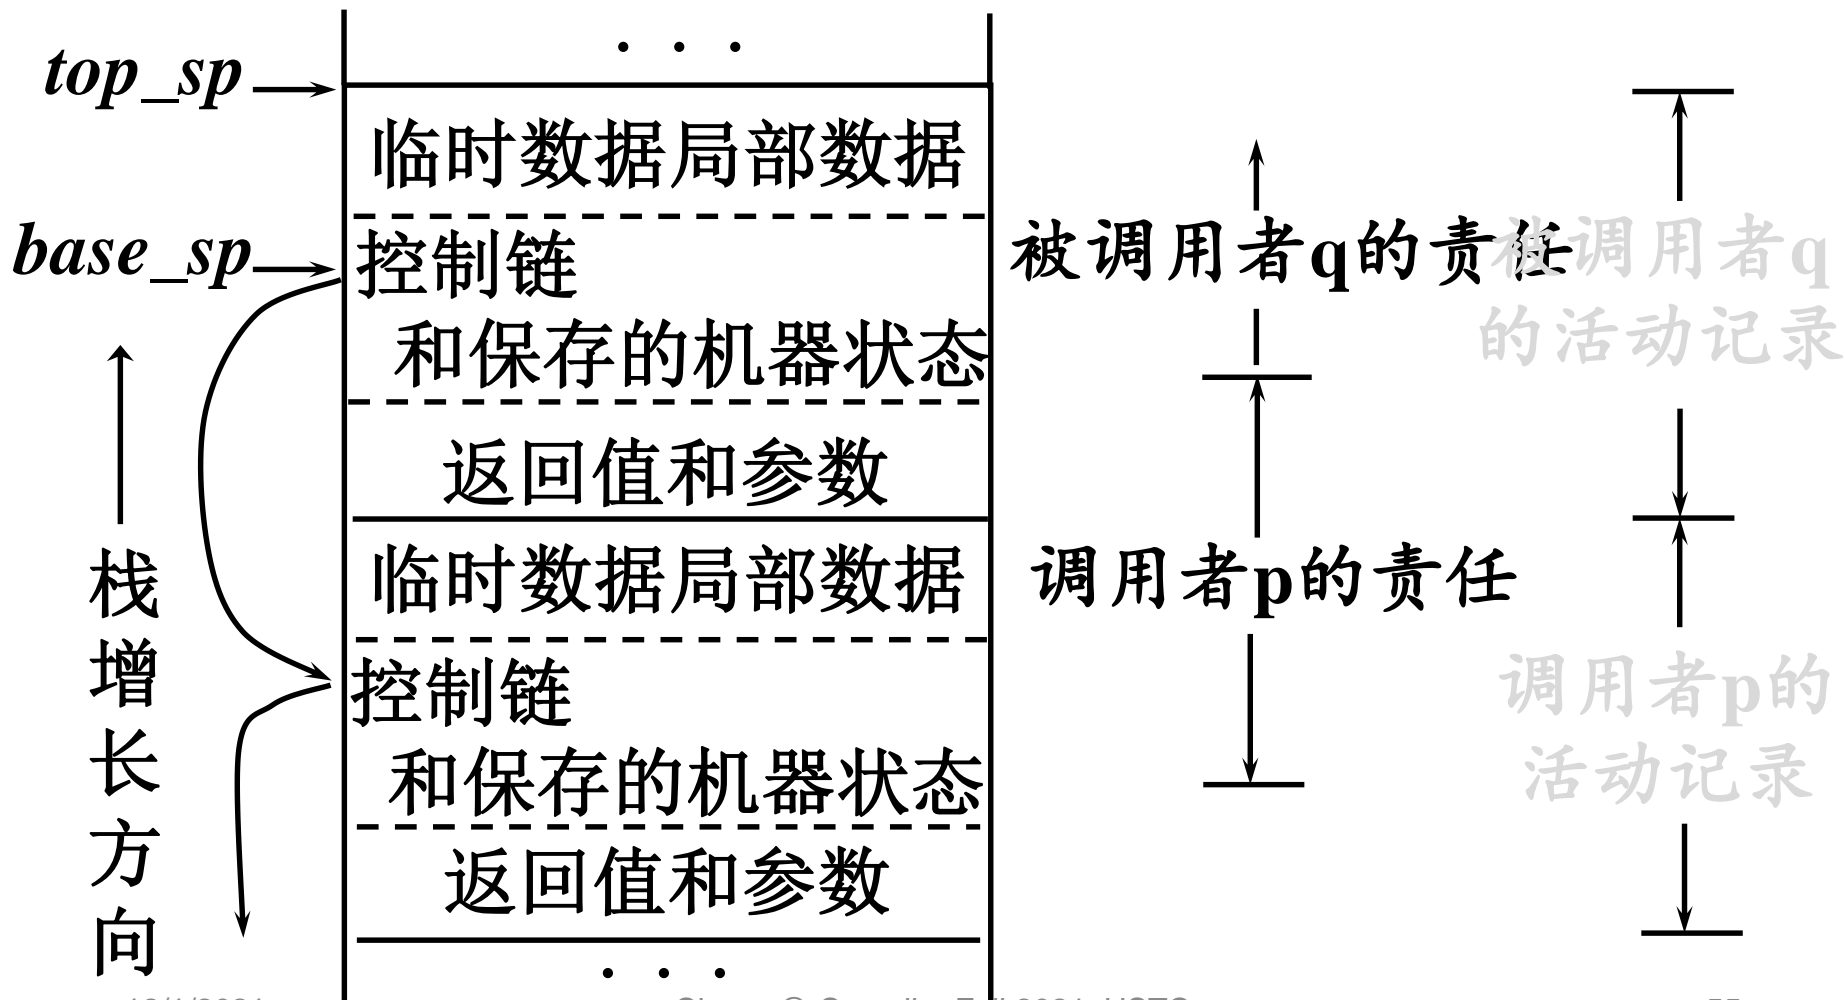 . . .
top_sp
临时数据局部数据
base_sp
控制链
和保存的机器状态
被调用者q的责任
被调用者q
的活动记录
返回值和参数
临时数据局部数据
调用者p的责任
控制链
和保存的机器状态
调用者p的
活动记录
返回值和参数
栈
增
长
方
向
. . .